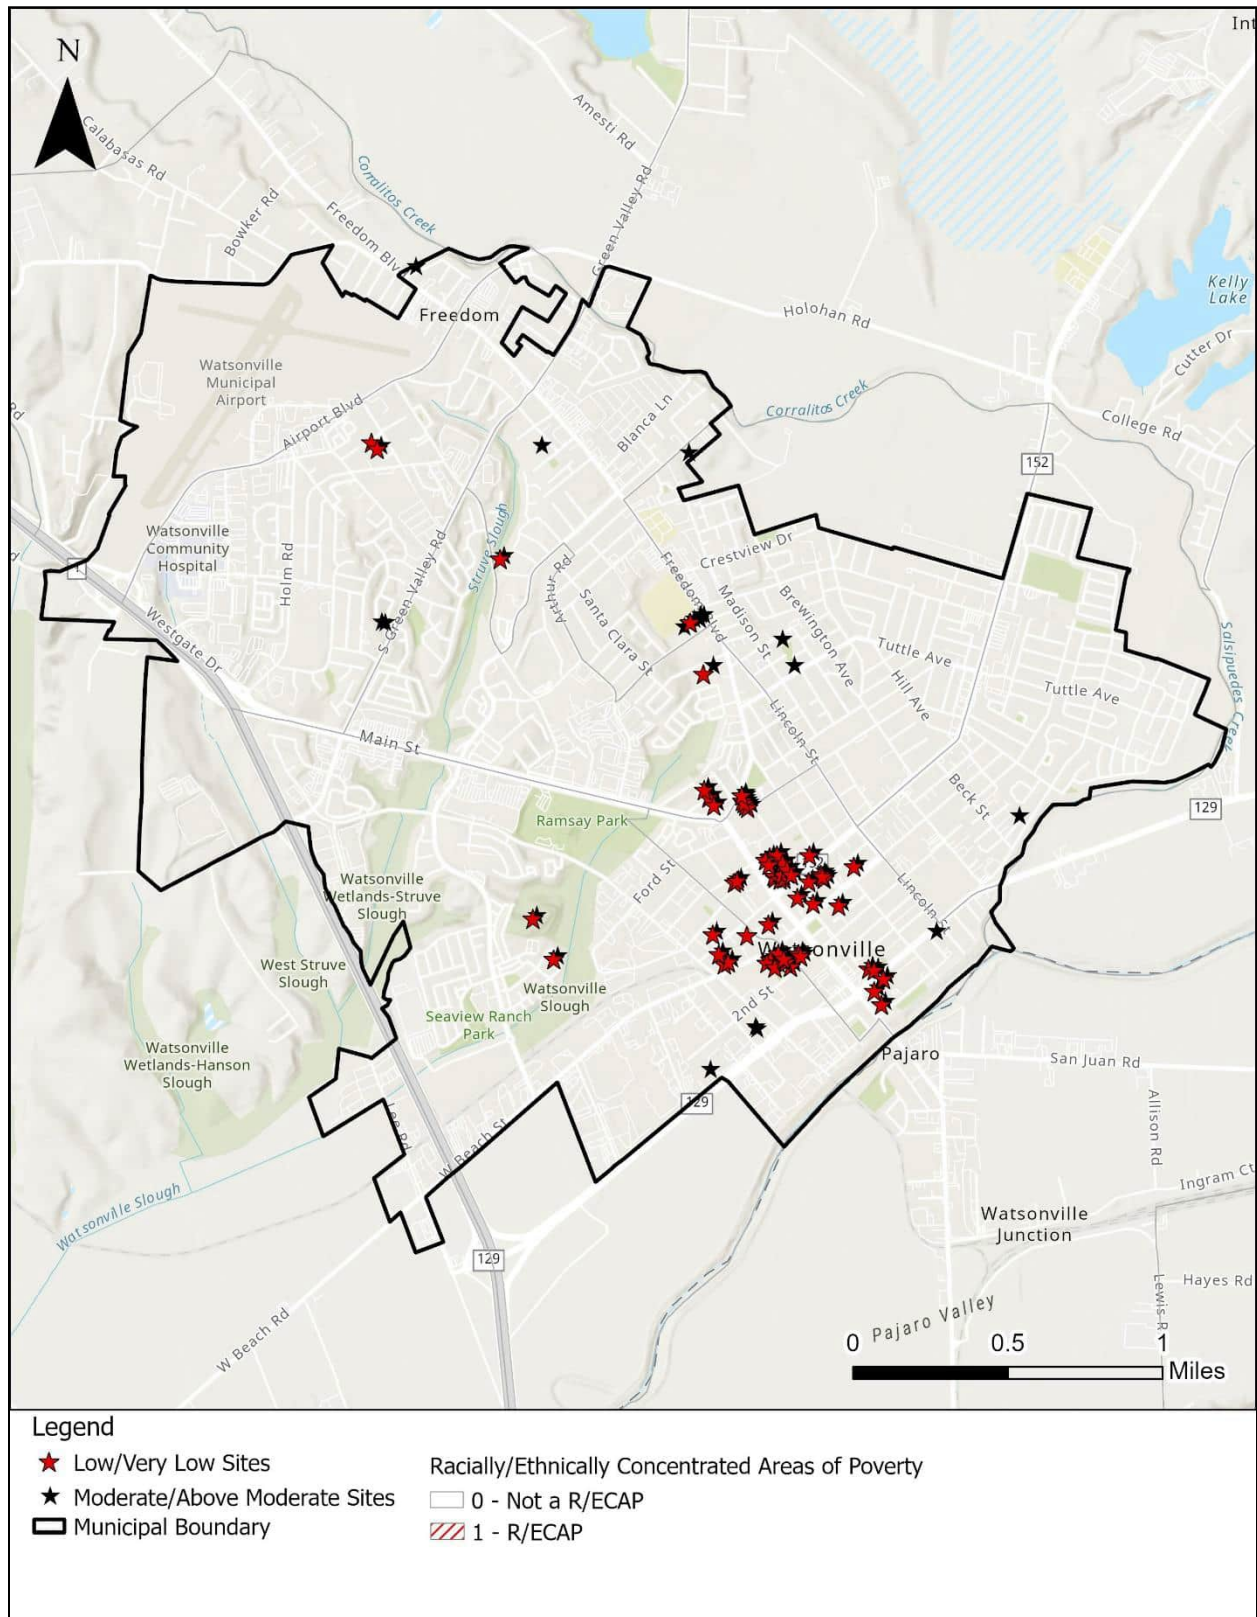 Int
N
Calabasas Rd
Amesti Rd
Corralitos
Creek
Bowker Rd
Freedom Blv
Green Valley Rd
Freedom
Holohan Rd
Kelly
Lake
Cutter Dr
Watsonville
Municipal
Airport
Airport Blvd
Blanca Ln
Corralitos Creek
College Rd
Rd
152
Watsonville
Community
Hospital
Holm Rd
S Green Valley Rd
Struve Slough
Arthur Rd
Santa Clara St
Freedom Blvd
Crestview Dr
Madison St
Brewington Ave
Tuttle Ave
Hill Ave
Tuttle Ave
Salsipuedes Creek
1
Westgate Dr
Main St
Lincoln St
Beck St
129
Ramsay Park
Ford St
Lincoln St
Watsonville
Wetlands-Struve
Slough
West Struve
Slough
Watsonville
Watsonville
Slough
2nd St
Seaview Ranch
Park
Watsonville
Wetlands-Hanson
Slough
Pajaro
San Juan Rd
Allison Rd
129
Lee Rd
W Beach St
Ingram Ct
Watsonville Slough
Watsonville
Junction
129
Hayes Rd
Lewis R
W Beach Rd
Pajaro Valley
0 0.5 1
Miles
Legend
Low/Very Low Sites
Moderate/Above Moderate Sites
Municipal Boundary
Racially/Ethnically Concentrated Areas of Poverty
0 - Not a R/ECAP
1 - R/ECAP